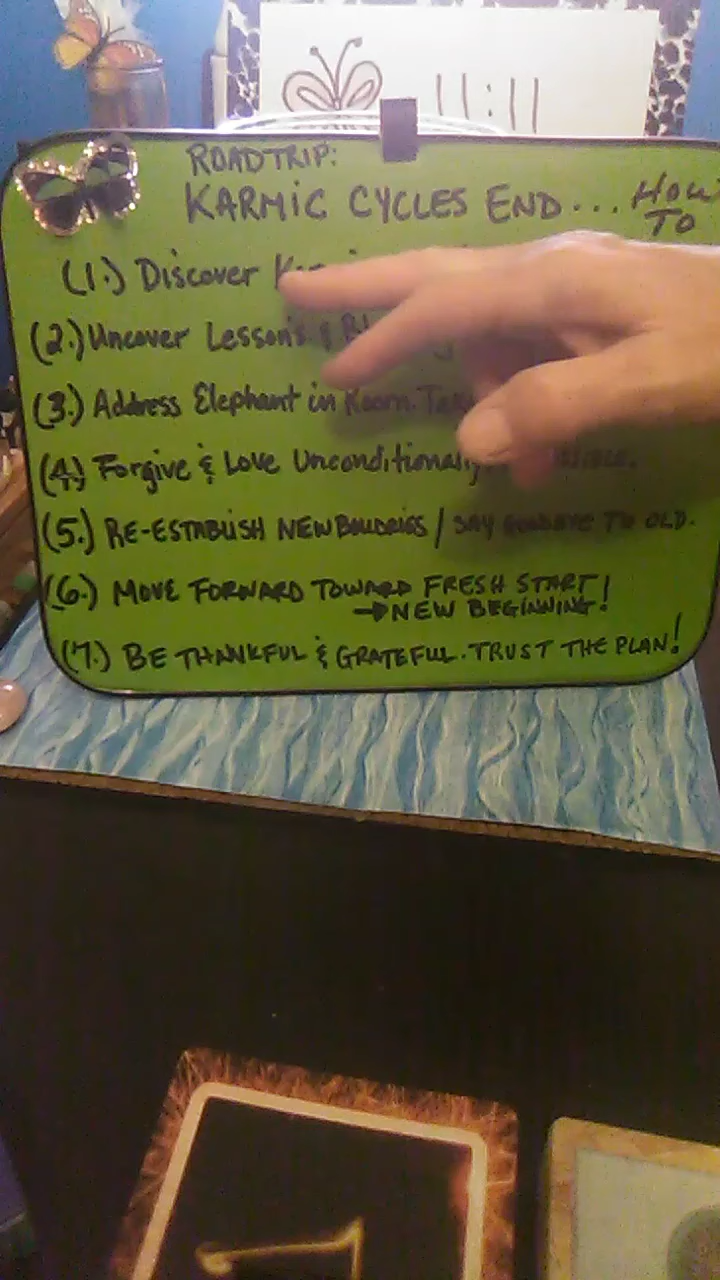 11:11
ROADTRIP:
KARMIC CYCLES END... HOW TO
(1.) Discover
(2.) Uncover Lesson's &
(3.) Address Elephant in Room.
(4.) Forgive & Love Unconditionally
(5.) RE-ESTABLISH NEW BOUDRIES / SAY GOODBYE TO OLD.
(6.) MOVE FORWARD TOWARD FRESH START!
→ NEW BEGINNING!
(7.) BE THANKFUL & GRATEFUL. TRUST THE PLAN!